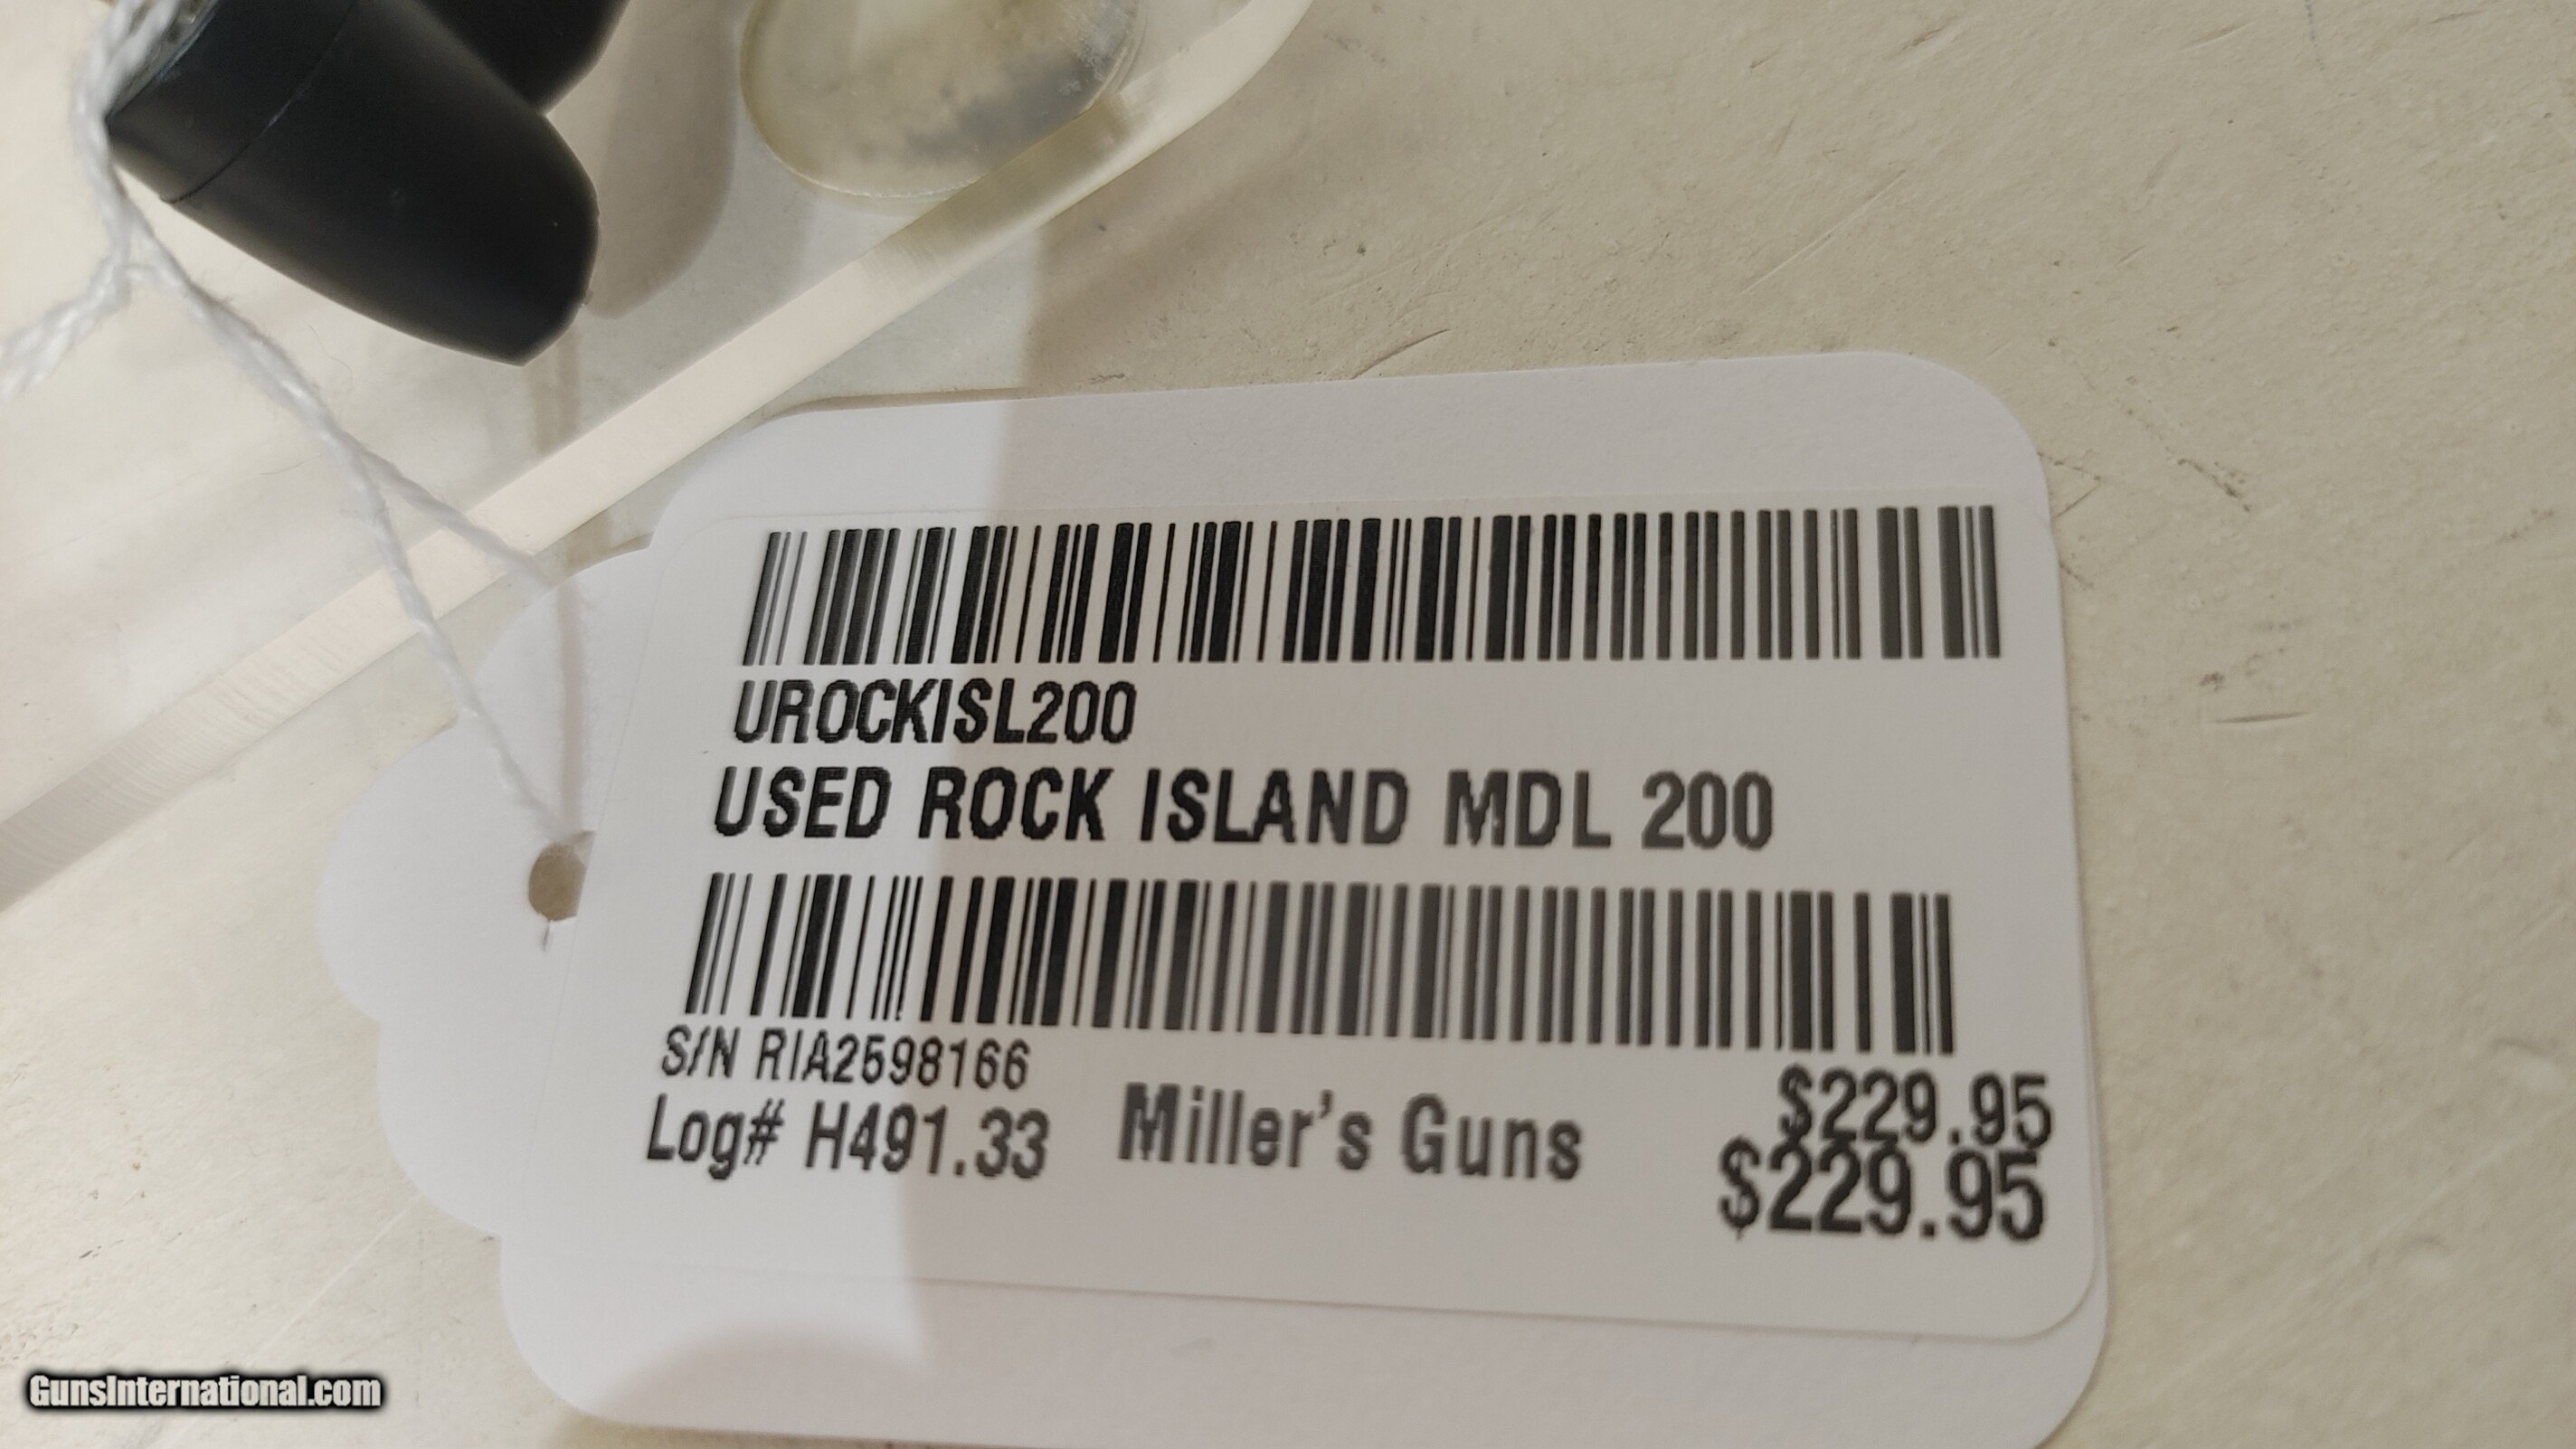 UROCKISL200
USED ROCK ISLAND MDL 200
S/N RIA2598166
Log# H491.33 Miller's Guns $229.95
$229.95
GunsInternational.com